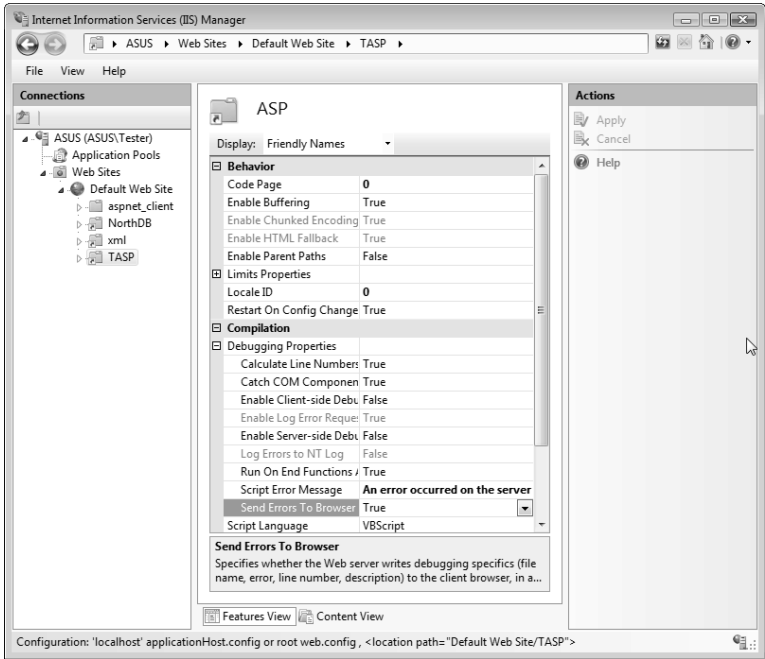 Internet Information Services (IIS) Manager
ASUS Web Sites Default Web Site TASP
File View Help
Connections
ASUS (ASUS\Tester)
Application Pools
Web Sites
Default Web Site
aspnet_client
NorthDB
xml
TASP
ASP
Display: Friendly Names
Behavior
Code Page 0
Enable Buffering True
Enable Chunked Encoding True
Enable HTML Fallback True
Enable Parent Paths False
Limits Properties
Locale ID 0
Restart On Config Change True
Compilation
Debugging Properties
Calculate Line Numbers True
Catch COM Componen True
Enable Client-side Debu False
Enable Log Error Reques True
Enable Server-side Debu False
Log Errors to NT Log False
Run On End Functions A True
Script Error Message An error occurred on the server
Send Errors To Browser True
Script Language VBScript
Send Errors To Browser
Specifies whether the Web server writes debugging specifics (file
name, error, line number, description) to the client browser, in a...
Features View Content View
Actions
Apply
Cancel
Help
Configuration: 'localhost' applicationHost.config or root web.config , <location path="Default Web Site/TASP">